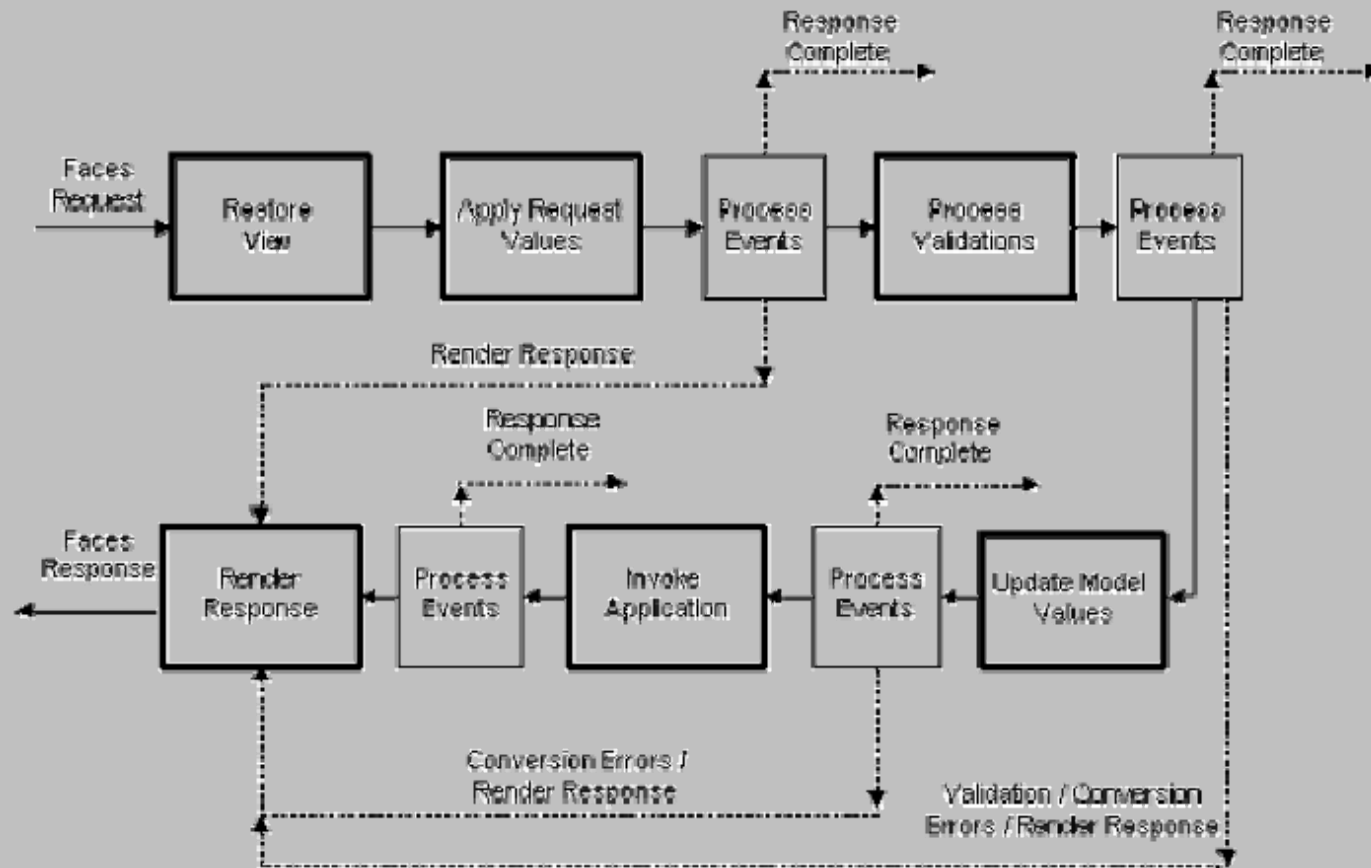 Response
Complete
Response
Complete
Faces
Request
Restore
View
Apply Request
Values
Process
Events
Process
Validations
Process
Events
Render Response
Response
Complete
Response
Complete
Faces
Response
Render
Response
Process
Events
Invoke
Application
Process
Events
Update Model
Values
Conversion Errors /
Render Response
Validation / Conversion
Errors / Render Response